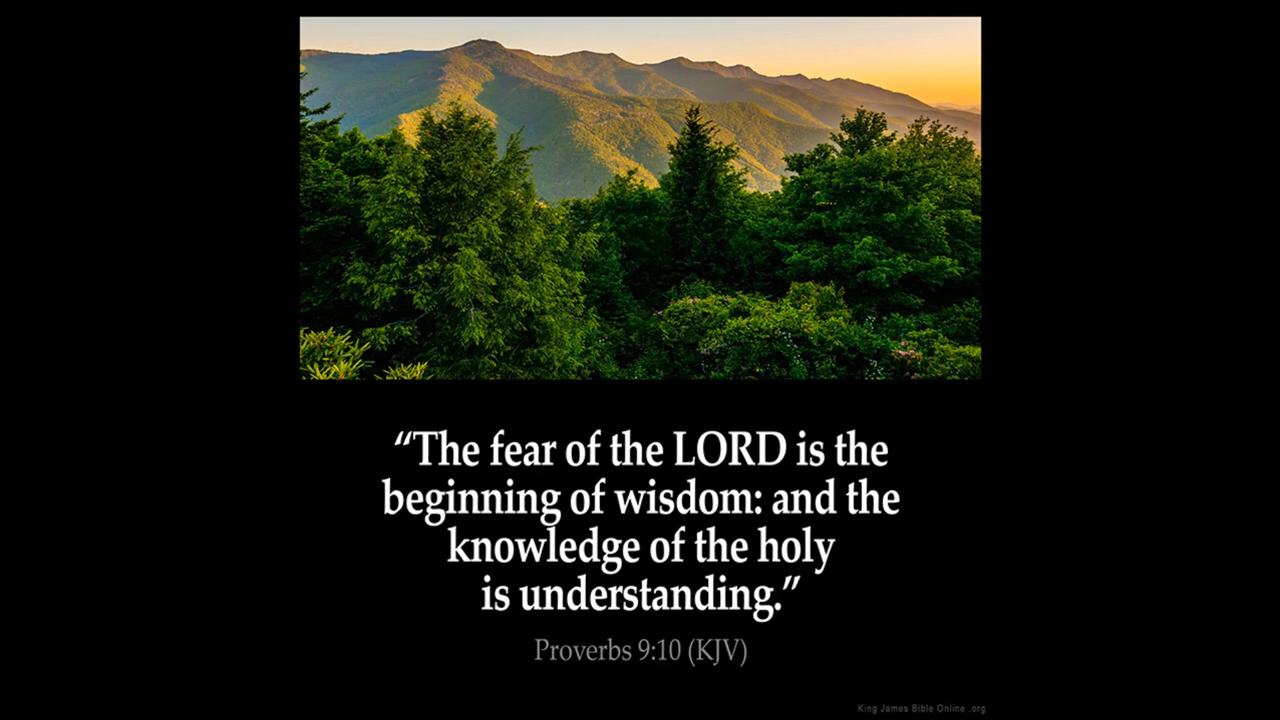 “The fear of the LORD is the
beginning of wisdom: and the
knowledge of the holy
is understanding.”
Proverbs 9:10 (KJV)
King James Bible Online .org